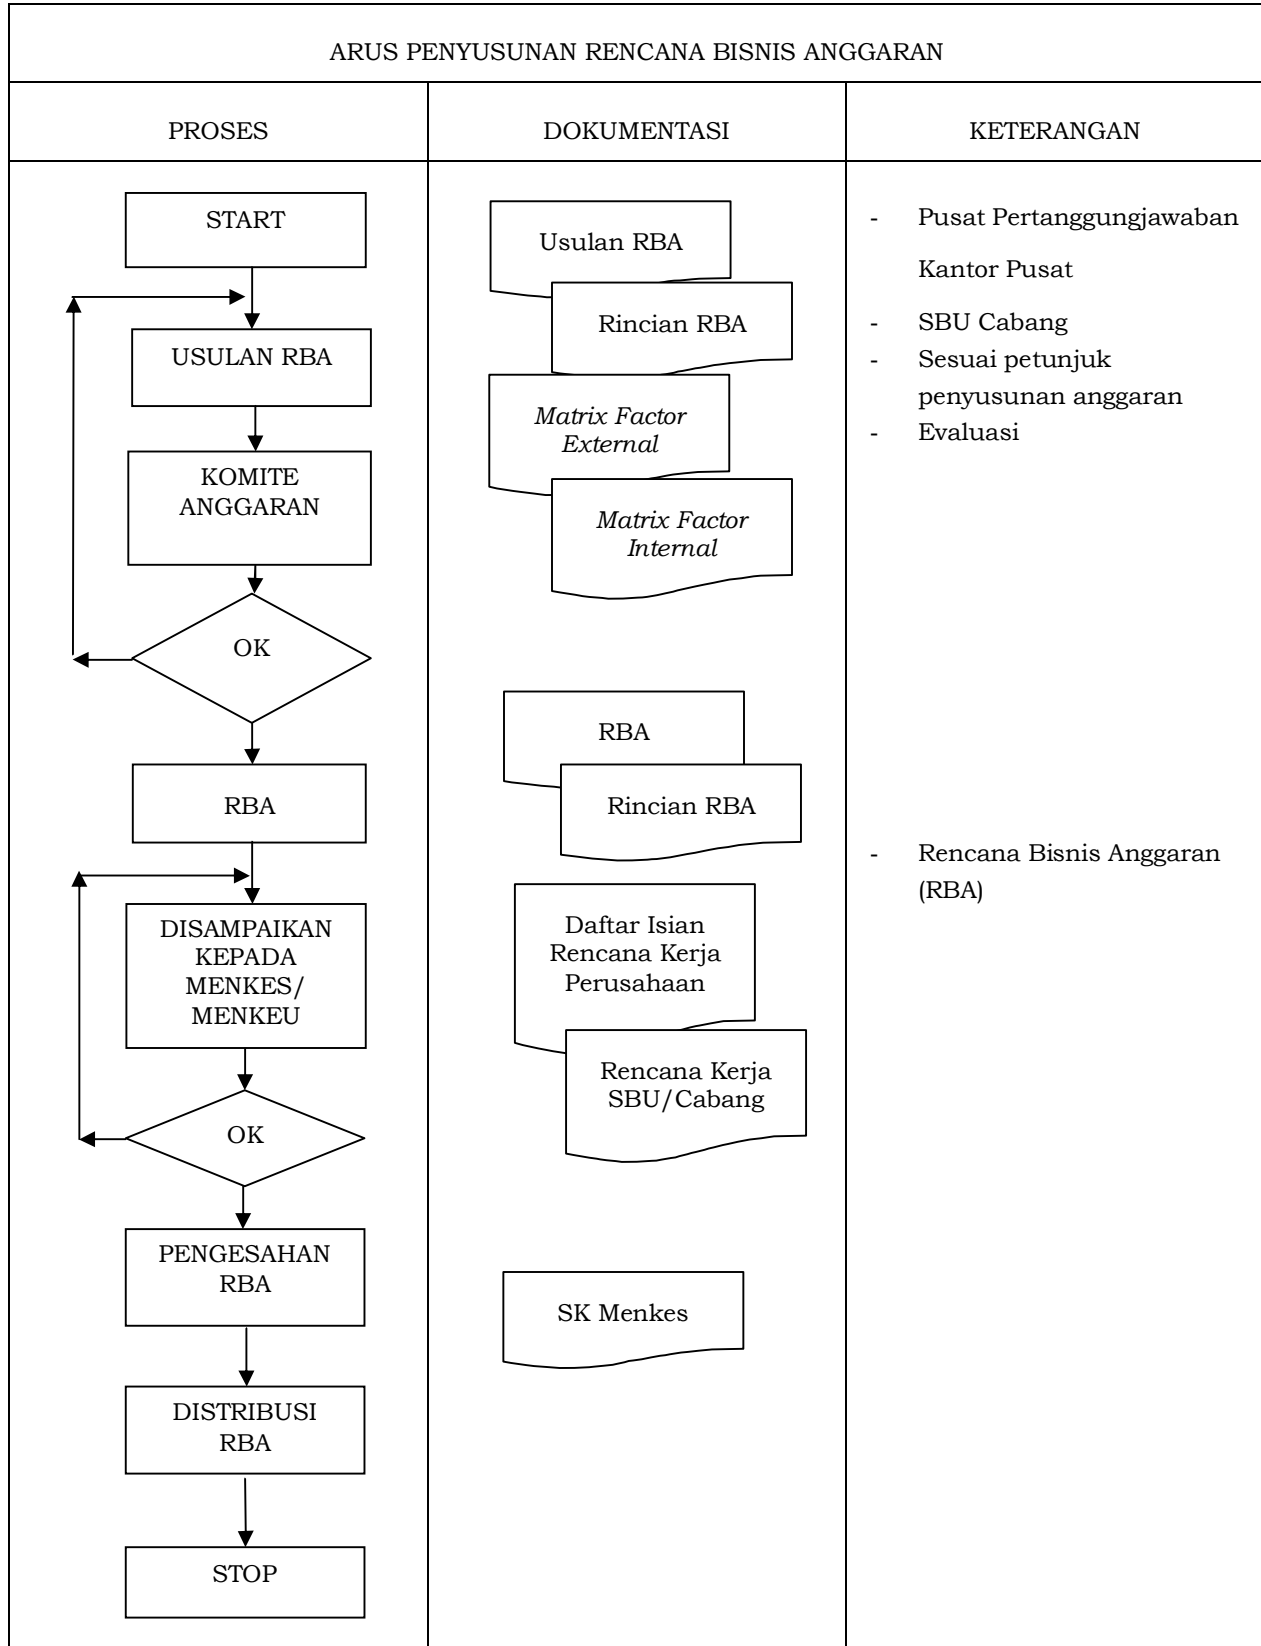 ARUS PENYUSUNAN RENCANA BISNIS ANGGARAN
PROSES
DOKUMENTASI
KETERANGAN
START
USULAN RBA
KOMITE
ANGGARAN
OK
RBA
DISAMPAIKAN
KEPADA
MENKES/
MENKEU
OK
PENGESAHAN
RBA
DISTRIBUSI
RBA
STOP
Usulan RBA
Rincian RBA
Matrix Factor
External
Matrix Factor
Internal
RBA
Rincian RBA
Daftar Isian
Rencana Kerja
Perusahaan
Rencana Kerja
SBU/Cabang
SK Menkes
- Pusat Pertanggungjawaban
Kantor Pusat
- SBU Cabang
- Sesuai petunjuk
penyusunan anggaran
- Evaluasi
- Rencana Bisnis Anggaran
(RBA)